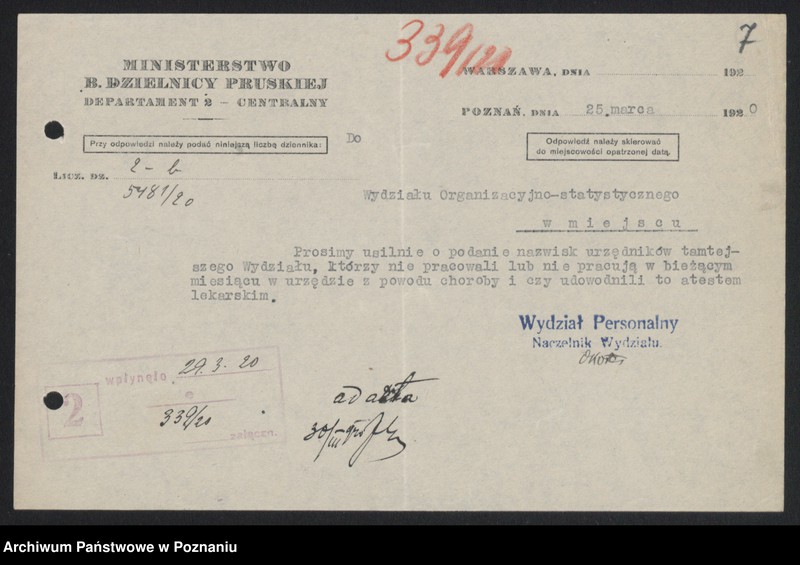 7
339/20
MINISTERSTWO
B. DZIELNICY PRUSKIEJ
DEPARTAMENT 2 — CENTRALNY
WARSZAWA, DNIA 192
POZNAŃ, DNIA 25.marca 1920
Przy odpowiedzi należy podać niniejszą liczbę dziennika:
Do
Odpowiedź należy skierować
do miejscowości opatrzonej datą.
LICZ. DZ. 2-b
5481/20
Wydziału Organizacyjno-statystycznego
w miejscu
Prosimy usilnie o podanie nazwisk urzędników tamtej-
szego Wydziału, którzy nie pracowali lub nie pracują w bieżącym
miesiącu w urzędzie z powodu choroby i czy udowodnili to atestem
lekarskim.
Wydział Personalny
Naczelnik Wydziału.
wpłynęło 29.3.20
2
339/20
załączn.
ad acta
30/III
Archiwum Państwowe w Poznaniu